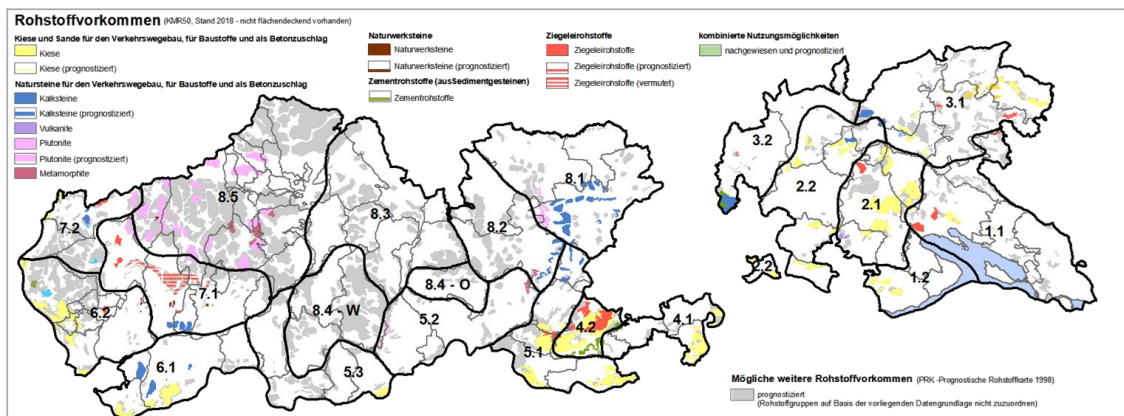 Rohstoffvorkommen (KMR50, Stand 2018 - nicht flächendeckend vorhanden)
Kiese und Sande für den Verkehrswegebau, für Baustoffe und als Betonzuschlag
Kiese
Kiese (prognostiziert)
Natursteine für den Verkehrswegebau, für Baustoffe und als Betonzuschlag
Kalksteine
Kalksteine (prognostiziert)
Vulkanite
Plutonite
Plutonite (prognostiziert)
Metamorphite
Naturwerksteine
Naturwerksteine
Naturwerksteine (prognostiziert)
Zementrohstoffe (ausSedimentgesteinen)
Zementrohstoffe
Ziegeleirohstoffe
Ziegeleirohstoffe
Ziegeleirohstoffe (prognostiziert)
Ziegeleirohstoffe (vermutet)
kombinierte Nutzungsmöglichkeiten
nachgewiesen und prognostiziert
3.1
3.2
8.1
8.5
2.2
2.1
8.3
7.2
8.2
1.1
2.2
1.2
8.4 - O
7.1
6.2
8.4 - W
5.2
4.2
4.1
5.1
6.1
5.3
Mögliche weitere Rohstoffvorkommen (PRK -Prognostische Rohstoffkarte 1998)
prognostiziert
(Rohstoffgruppen auf Basis der vorliegenden Datengrundlage nicht zuzuordnen)